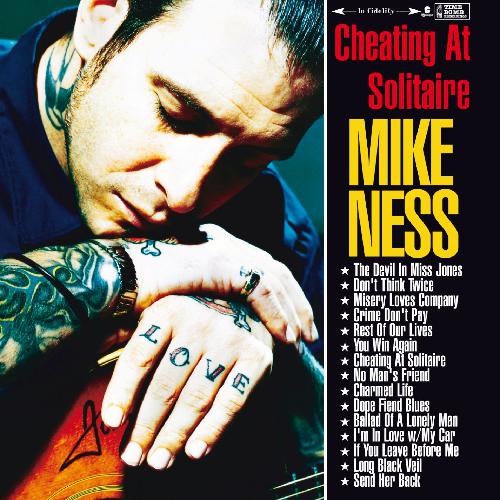 In Fidelity
TIME
BOMB
RECORDINGS
Cheating At
Solitaire
MIKE
NESS
★ The Devil In Miss Jones
★ Don't Think Twice
★ Misery Loves Company
★ Crime Don't Pay
★ Rest Of Our Lives
★ You Win Again
★ Cheating At Solitaire
★ No Man's Friend
★ Charmed Life
★ Dope Fiend Blues
★ Ballad Of A Lonely Man
★ I'm In Love w/My Car
★ If You Leave Before Me
★ Long Black Veil
★ Send Her Back
LOVE